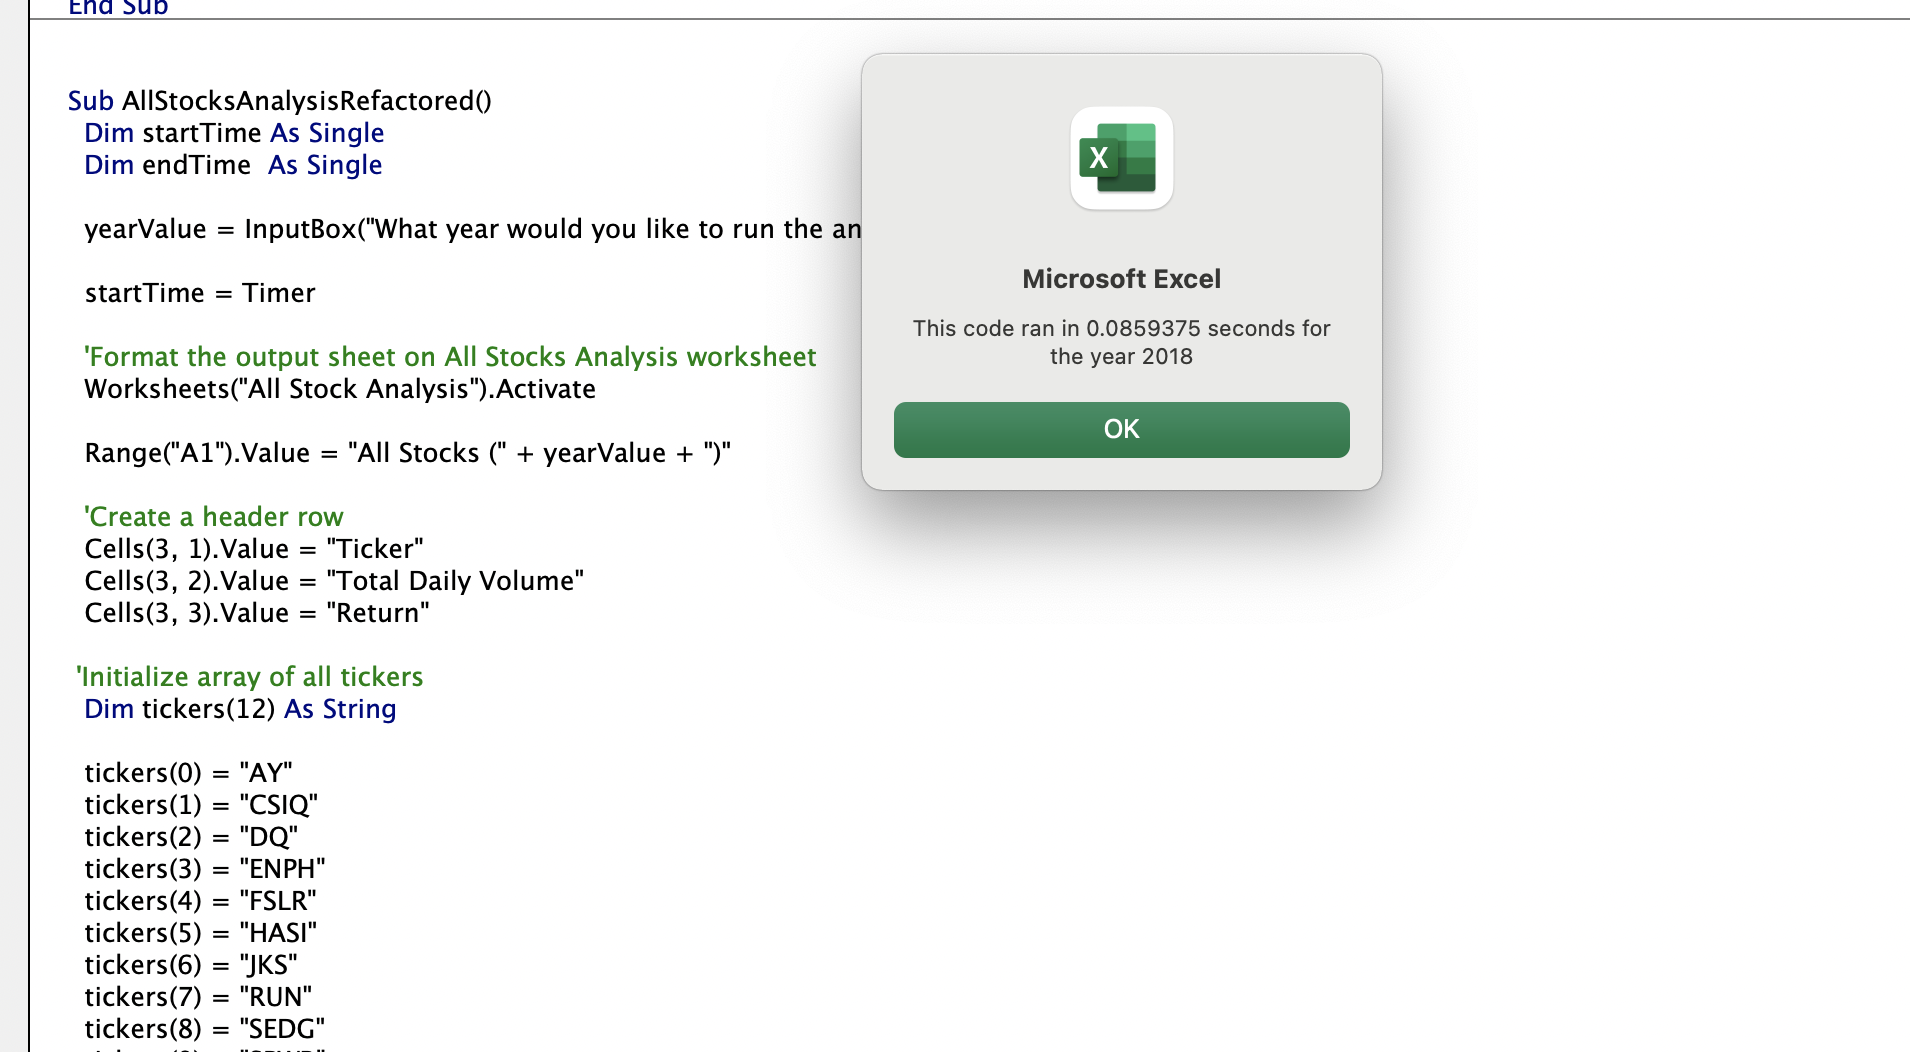 End Sub
Sub AllStocksAnalysisRefactored()
Dim startTime As Single
Dim endTime  As Single
yearValue = InputBox("What year would you like to run the an
startTime = Timer
'Format the output sheet on All Stocks Analysis worksheet
Worksheets("All Stock Analysis").Activate
Range("A1").Value = "All Stocks (" + yearValue + ")"
'Create a header row
Cells(3, 1).Value = "Ticker"
Cells(3, 2).Value = "Total Daily Volume"
Cells(3, 3).Value = "Return"
'Initialize array of all tickers
Dim tickers(12) As String
tickers(0) = "AY"
tickers(1) = "CSIQ"
tickers(2) = "DQ"
tickers(3) = "ENPH"
tickers(4) = "FSLR"
tickers(5) = "HASI"
tickers(6) = "JKS"
tickers(7) = "RUN"
tickers(8) = "SEDG"
X
Microsoft Excel
This code ran in 0.0859375 seconds for
the year 2018
OK